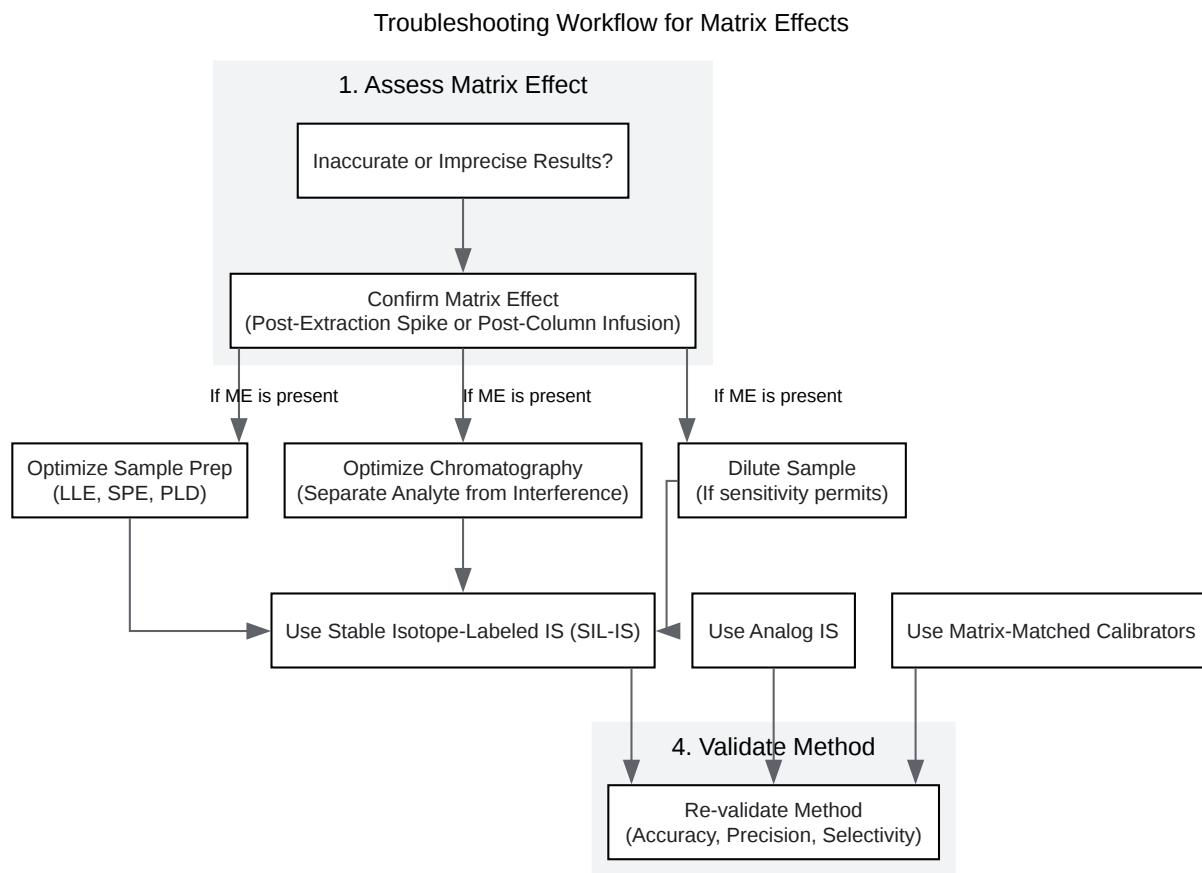 Troubleshooting Workflow for Matrix Effects
1. Assess Matrix Effect
Inaccurate or Imprecise Results?
Confirm Matrix Effect
(Post-Extraction Spike or Post-Column Infusion)
If ME is present
If ME is present
If ME is present
Optimize Sample Prep
(LLE, SPE, PLD)
Optimize Chromatography
(Separate Analyte from Interference)
Dilute Sample
(If sensitivity permits)
Use Stable Isotope-Labeled IS (SIL-IS)
Use Analog IS
Use Matrix-Matched Calibrators
4. Validate Method
Re-validate Method
(Accuracy, Precision, Selectivity)